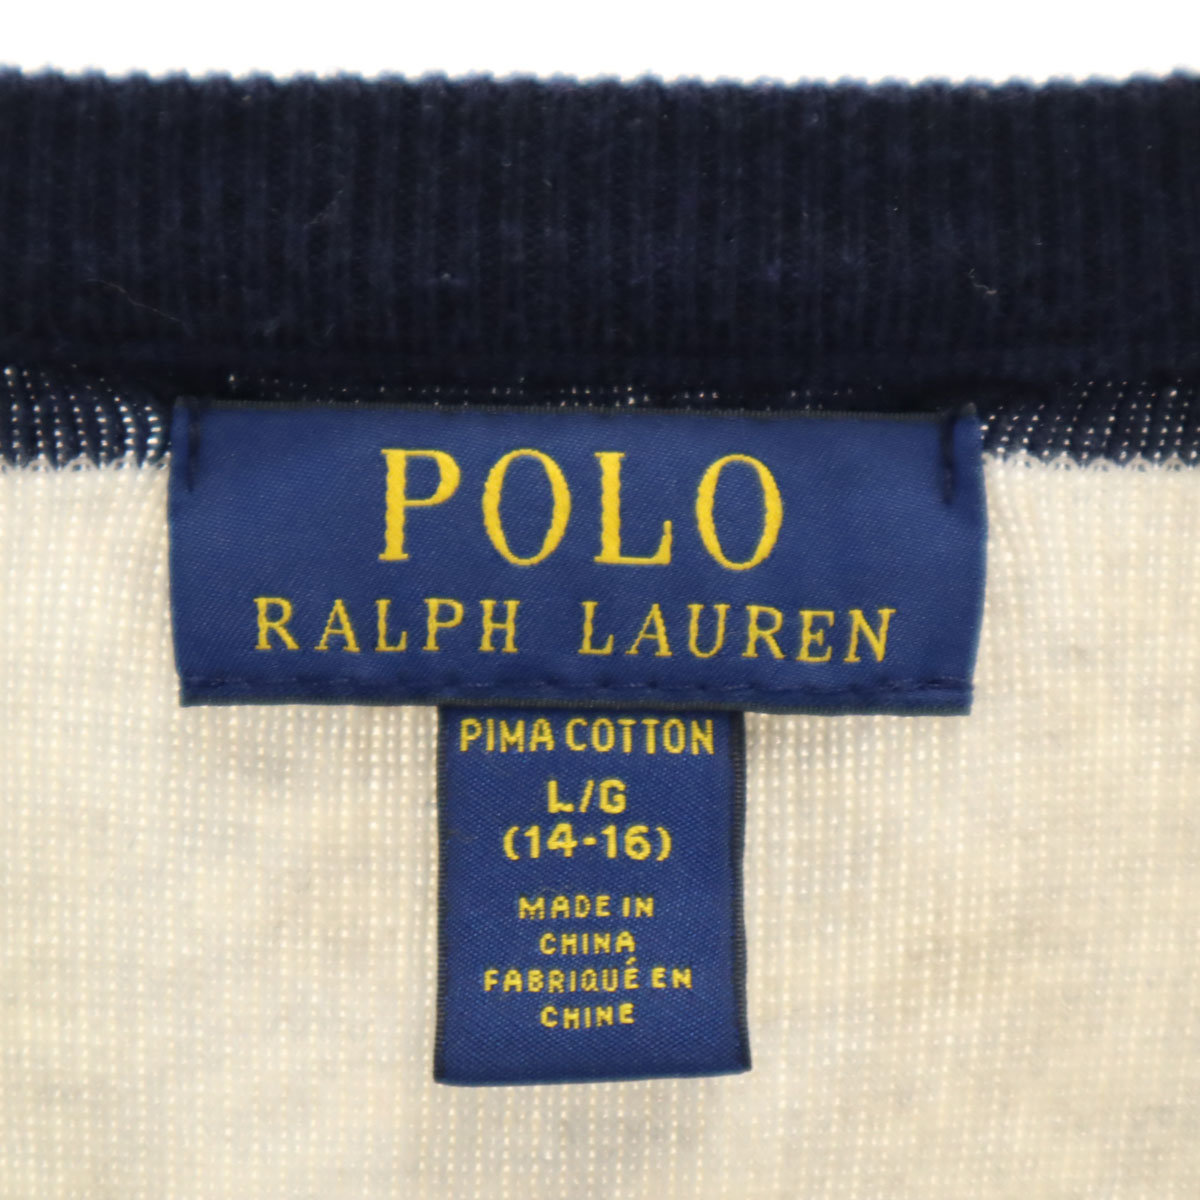 POLO
RALPH LAUREN
PIMA COTTON
L/G
(14-16)
MADE IN
CHINA
FABRIQUÉ EN
CHINE